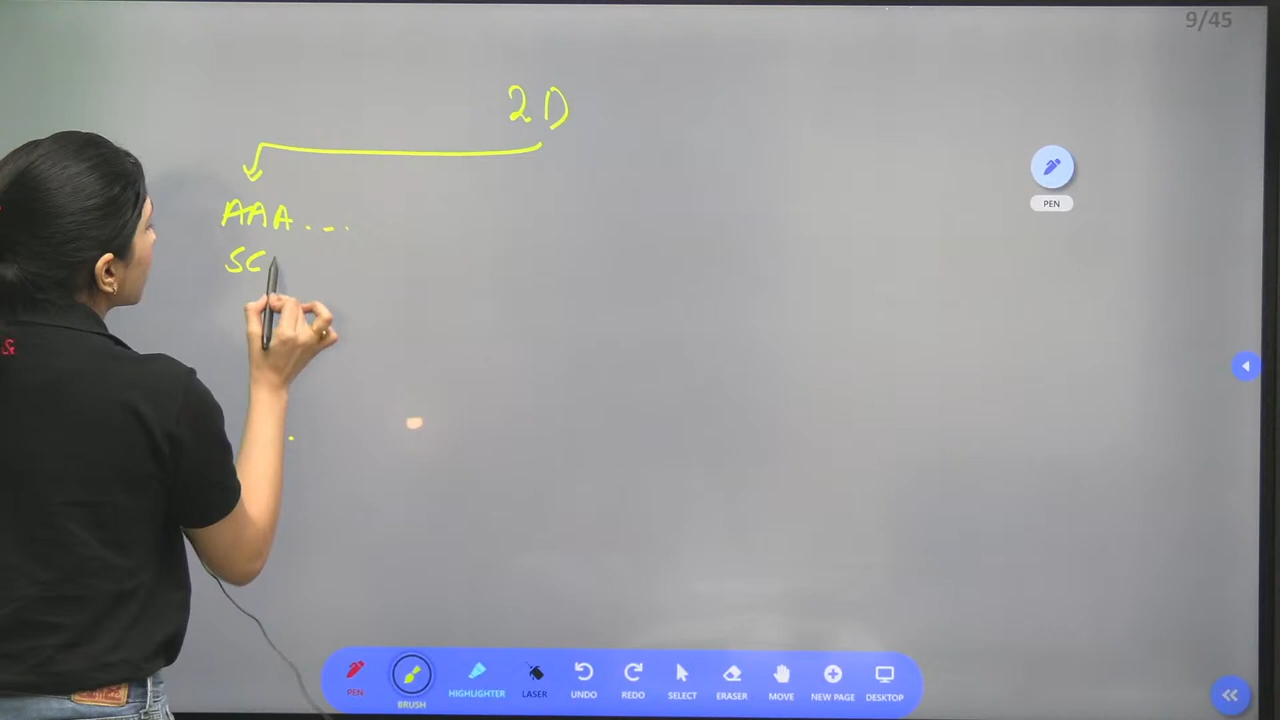 9/45
2D
AAA...
SC
PEN
PEN
BRUSH
HIGHLIGHTER
LASER
UNDO
REDO
SELECT
ERASER
MOVE
NEW PAGE
DESKTOP